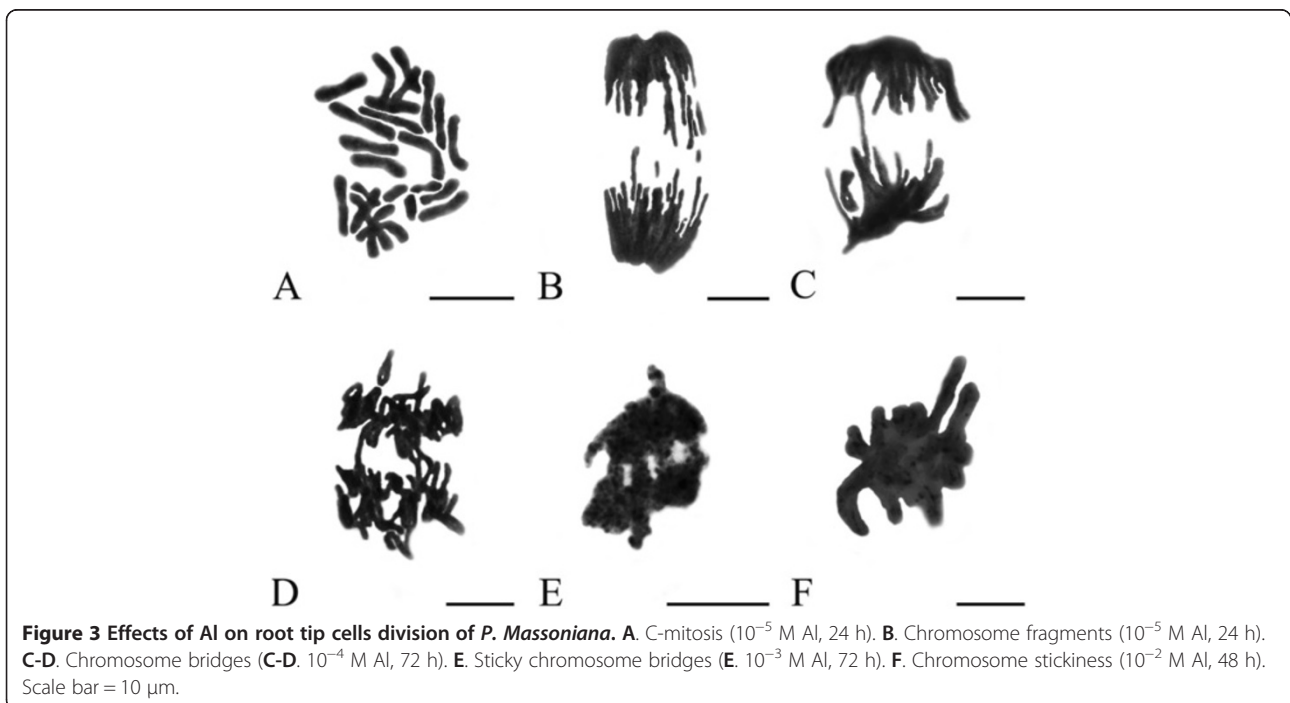 A
B
C
D
E
F
Figure 3 Effects of Al on root tip cells division of P. Massoniana. A. C-mitosis (10⁻⁵ M Al, 24 h). B. Chromosome fragments (10⁻⁵ M Al, 24 h).
C-D. Chromosome bridges (C-D. 10⁻⁴ M Al, 72 h). E. Sticky chromosome bridges (E. 10⁻³ M Al, 72 h). F. Chromosome stickiness (10⁻² M Al, 48 h).
Scale bar = 10 μm.